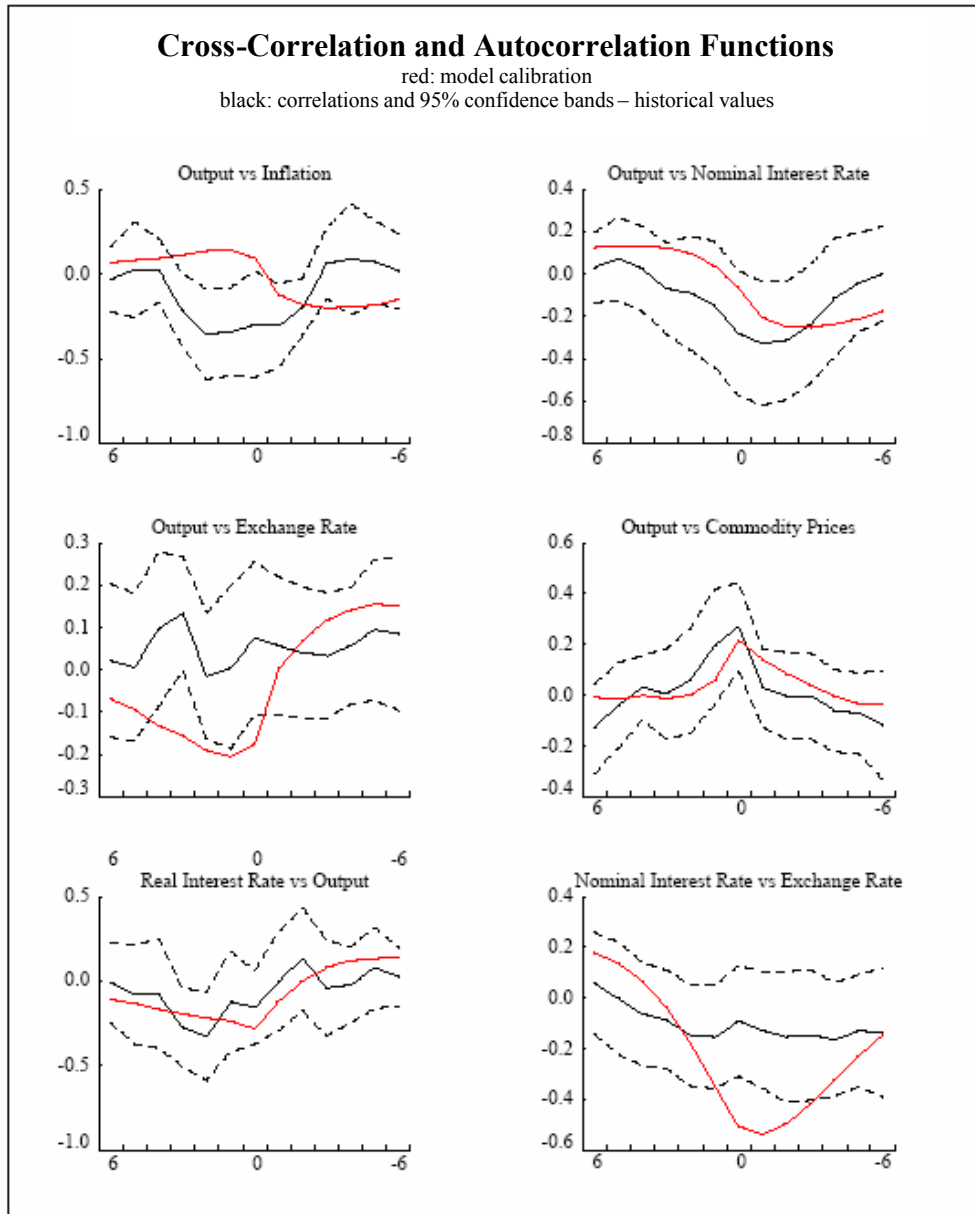 Cross-Correlation and Autocorrelation Functions
red: model calibration
black: correlations and 95% confidence bands – historical values
Output vs Inflation
0.5
0.0
-0.5
-1.0
6 0 -6
Output vs Nominal Interest Rate
0.4
0.2
0.0
-0.2
-0.4
-0.6
-0.8
6 0 -6
Output vs Exchange Rate
0.3
0.2
0.1
0.0
-0.1
-0.2
-0.3
6 0 -6
Output vs Commodity Prices
0.6
0.4
0.2
0.0
-0.2
-0.4
6 0 -6
Real Interest Rate vs Output
0.5
0.0
-0.5
-1.0
6 0 -6
Nominal Interest Rate vs Exchange Rate
0.4
0.2
0.0
-0.2
-0.4
-0.6
6 0 -6